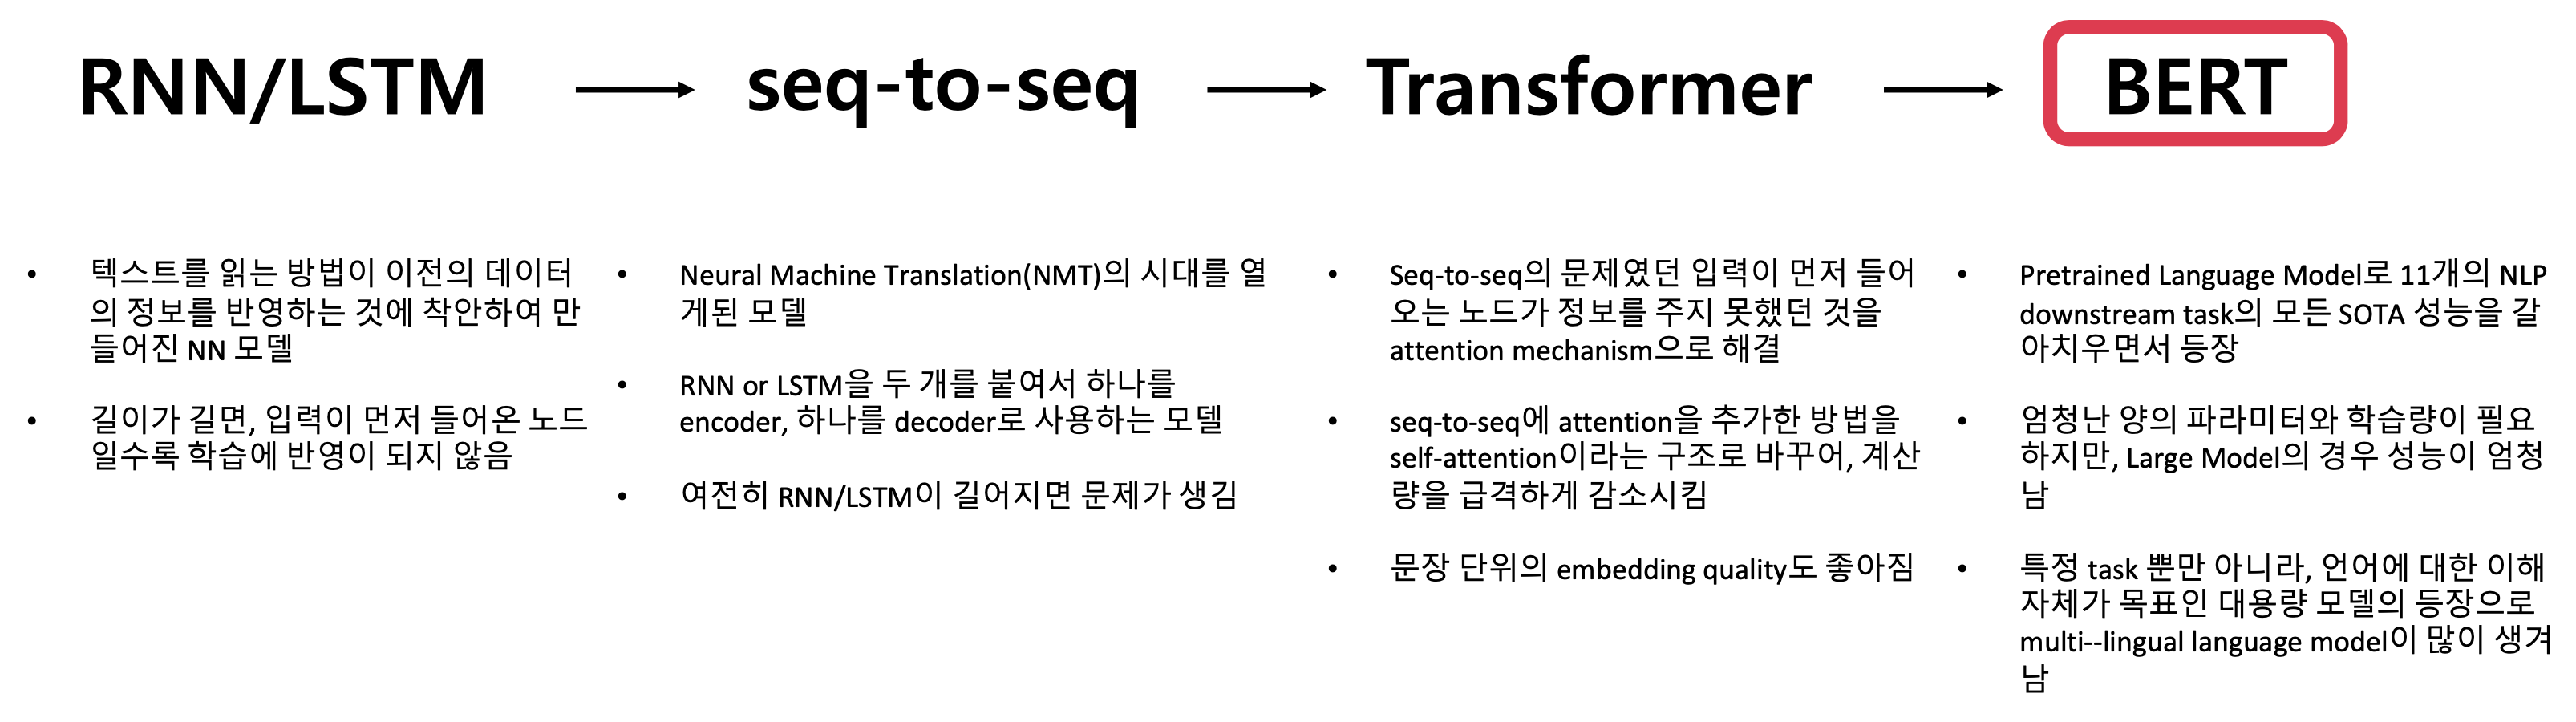 RNN/LSTM
seq-to-seq
Transformer
BERT
• 텍스트를 읽는 방법이 이전의 데이터
의 정보를 반영하는 것에 착안하여 만
들어진 NN 모델
• 길이가 길면, 입력이 먼저 들어온 노드
일수록 학습에 반영이 되지 않음
• Neural Machine Translation(NMT)의 시대를 열
게된 모델
• RNN or LSTM을 두 개를 붙여서 하나를
encoder, 하나를 decoder로 사용하는 모델
• 여전히 RNN/LSTM이 길어지면 문제가 생김
• Seq-to-seq의 문제였던 입력이 먼저 들어
오는 노드가 정보를 주지 못했던 것을
attention mechanism으로 해결
• seq-to-seq에 attention을 추가한 방법을
self-attention이라는 구조로 바꾸어, 계산
량을 급격하게 감소시킴
• 문장 단위의 embedding quality도 좋아짐
• Pretrained Language Model로 11개의 NLP
downstream task의 모든 SOTA 성능을 갈
아치우면서 등장
• 엄청난 양의 파라미터와 학습량이 필요
하지만, Large Model의 경우 성능이 엄청
남
• 특정 task 뿐만 아니라, 언어에 대한 이해
자체가 목표인 대용량 모델의 등장으로
multi--lingual language model이 많이 생겨
남